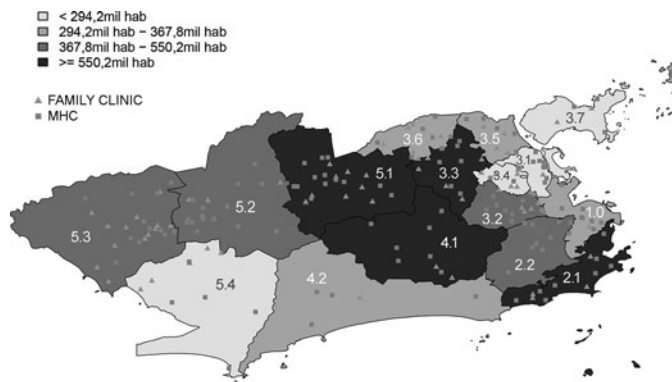 < 294,2mil hab
294,2mil hab – 367,8mil hab
367,8mil hab – 550,2mil hab
>= 550,2mil hab
FAMILY CLINIC
MHC
3.7
3.6
3.5
3.1
5.1
3.3
3.4
5.2
3.2
1.0
5.3
4.1
2.2
5.4
4.2
2.1